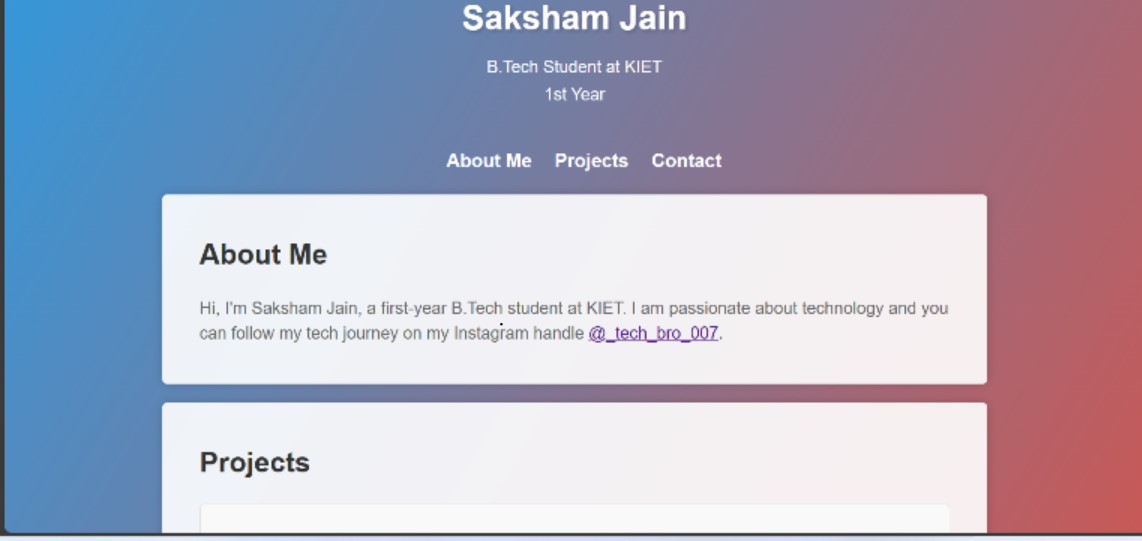 Saksham Jain
B.Tech Student at KIET
1st Year
About Me Projects Contact
About Me
Hi, I'm Saksham Jain, a first-year B.Tech student at KIET. I am passionate about technology and you
can follow my tech journey on my Instagram handle @_tech_bro_007.
Projects